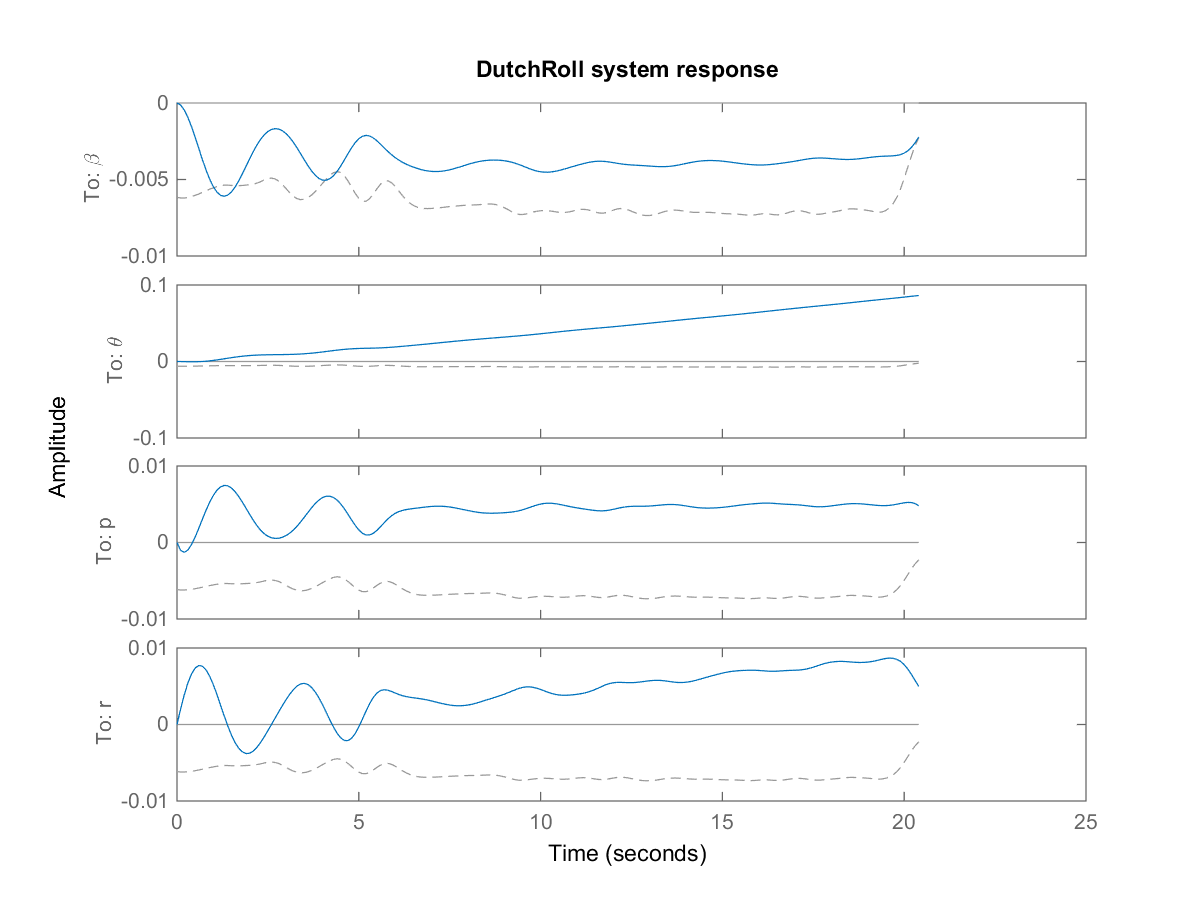 DutchRoll system response
0
-0.005
-0.01
To: β
0.1
0
-0.1
To: θ
0.01
0
-0.01
To: p
0.01
0
-0.01
To: r
Amplitude
0 5 10 15 20 25
Time (seconds)